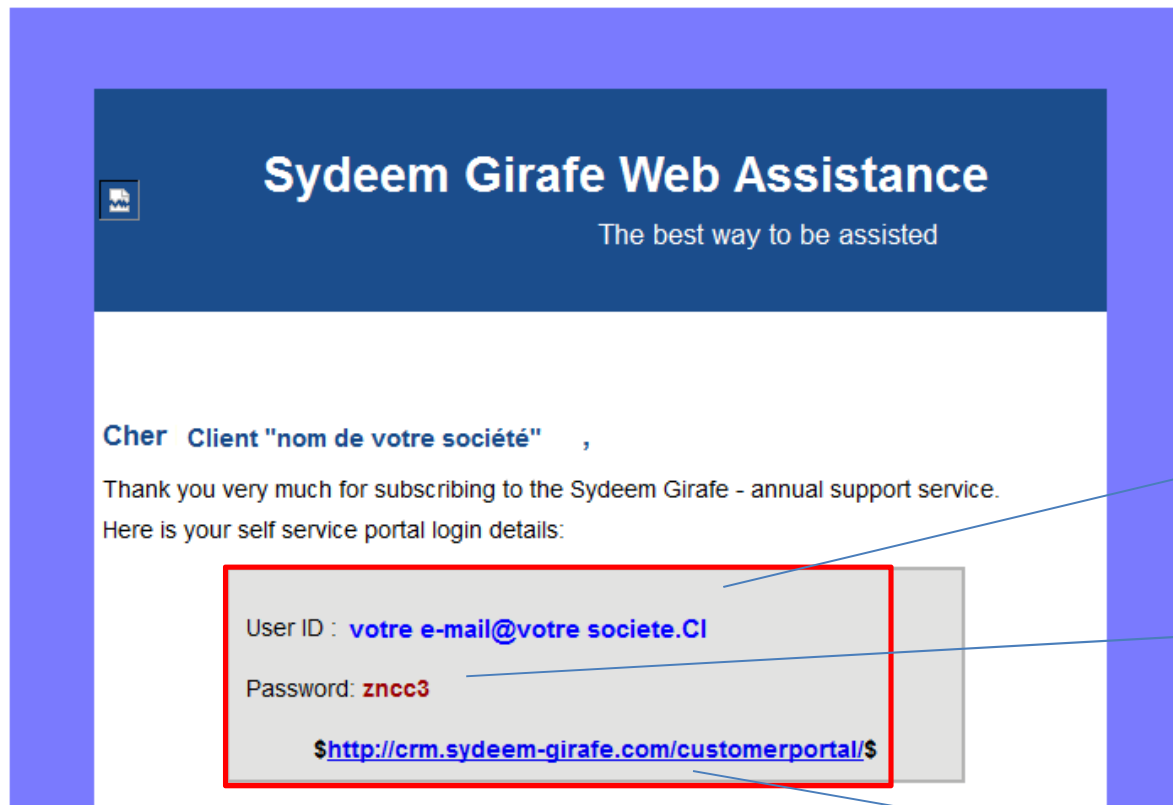 Sydeem Girafe Web Assistance
The best way to be assisted
Cher Client "nom de votre société" ,
Thank you very much for subscribing to the Sydeem Girafe - annual support service.
Here is your self service portal login details:
User ID : votre e-mail@votre societe.CI
Password: zncc3
$http://crm.sydeem-girafe.com/customerportal/$